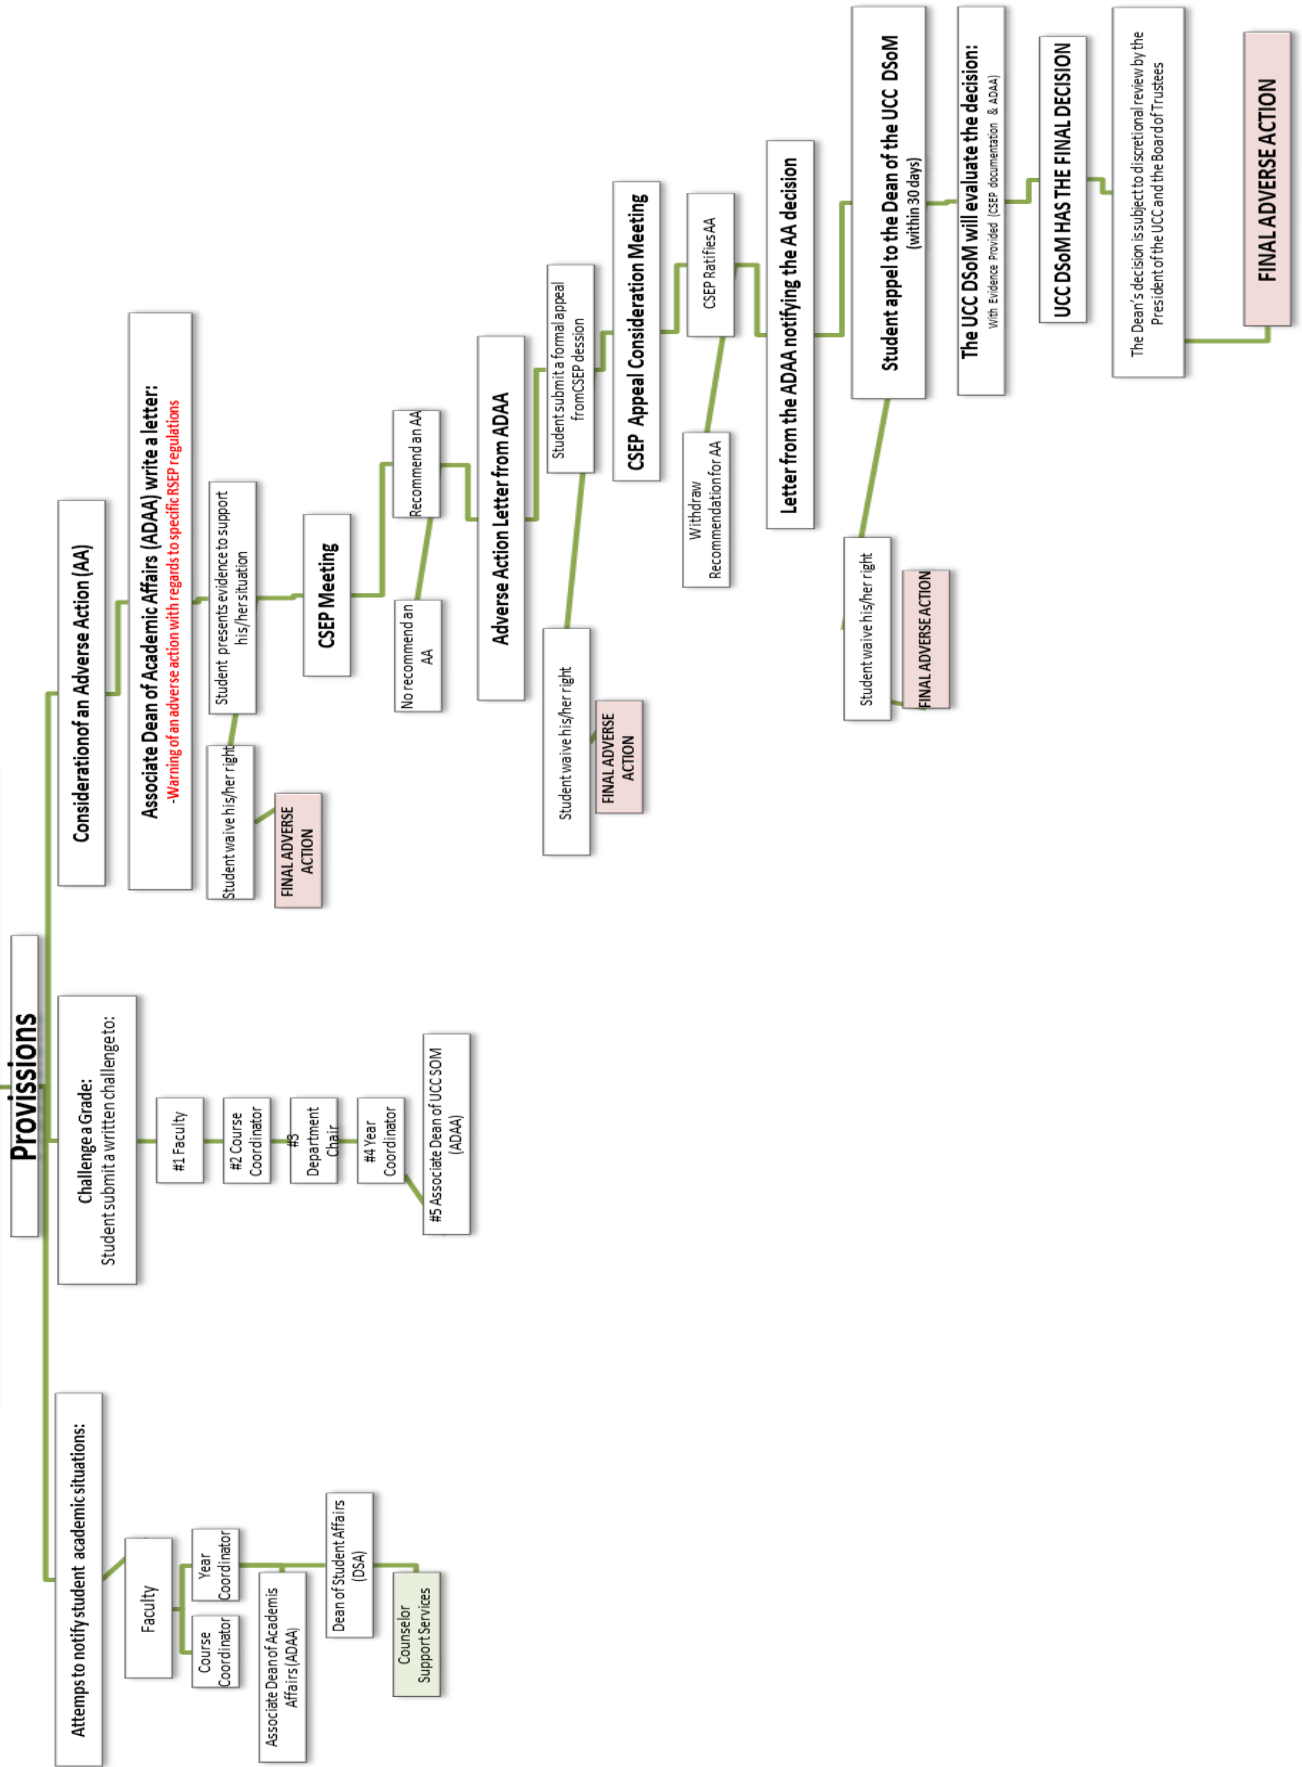 Provissions
Attemps to notify student academic situations:
Faculty
Course
Coordinator
Year
Coordinator
Associate Dean of Academis
Affairs (ADAA)
Dean of Student Affairs
(DSA)
Counselor
Support Services
Challenge a Grade:
Student submit a written challenge to:
#1 Faculty
#2 Course
Coordinator
#3
Department
Chair
#4 Year
Coordinator
#5 Associate Dean of UCC SOM
(ADAA)
Consideration of an Adverse Action (AA)
Associate Dean of Academic Affairs (ADAA) write a letter:
-Warning of an adverse action with regards to specific RSEP regulations
Student waive his/her right
FINAL ADVERSE
ACTION
Student presents evidence to support
his/her situation
CSEP Meeting
No recommend an
AA
Recommend an AA
Adverse Action Letter from ADAA
Student waive his/her right
FINAL ADVERSE
ACTION
Student submit a formal appeal
from CSEP dession
CSEP Appeal Consideration Meeting
Withdraw
Recommendation for AA
CSEP Ratifies AA
Letter from the ADAA notifying the AA decision
Student waive his/her right
FINAL ADVERSE ACTION
Student appel to the Dean of the UCC DSoM
(within 30 days)
The UCC DSoM will evaluate the decision:
With Evidence Provided (CSEP documentation & ADAA)
UCC DSoM HAS THE FINAL DECISION
The Dean's decision is subject to discretional review by the
President of the UCC and the Board of Trustees
FINAL ADVERSE ACTION